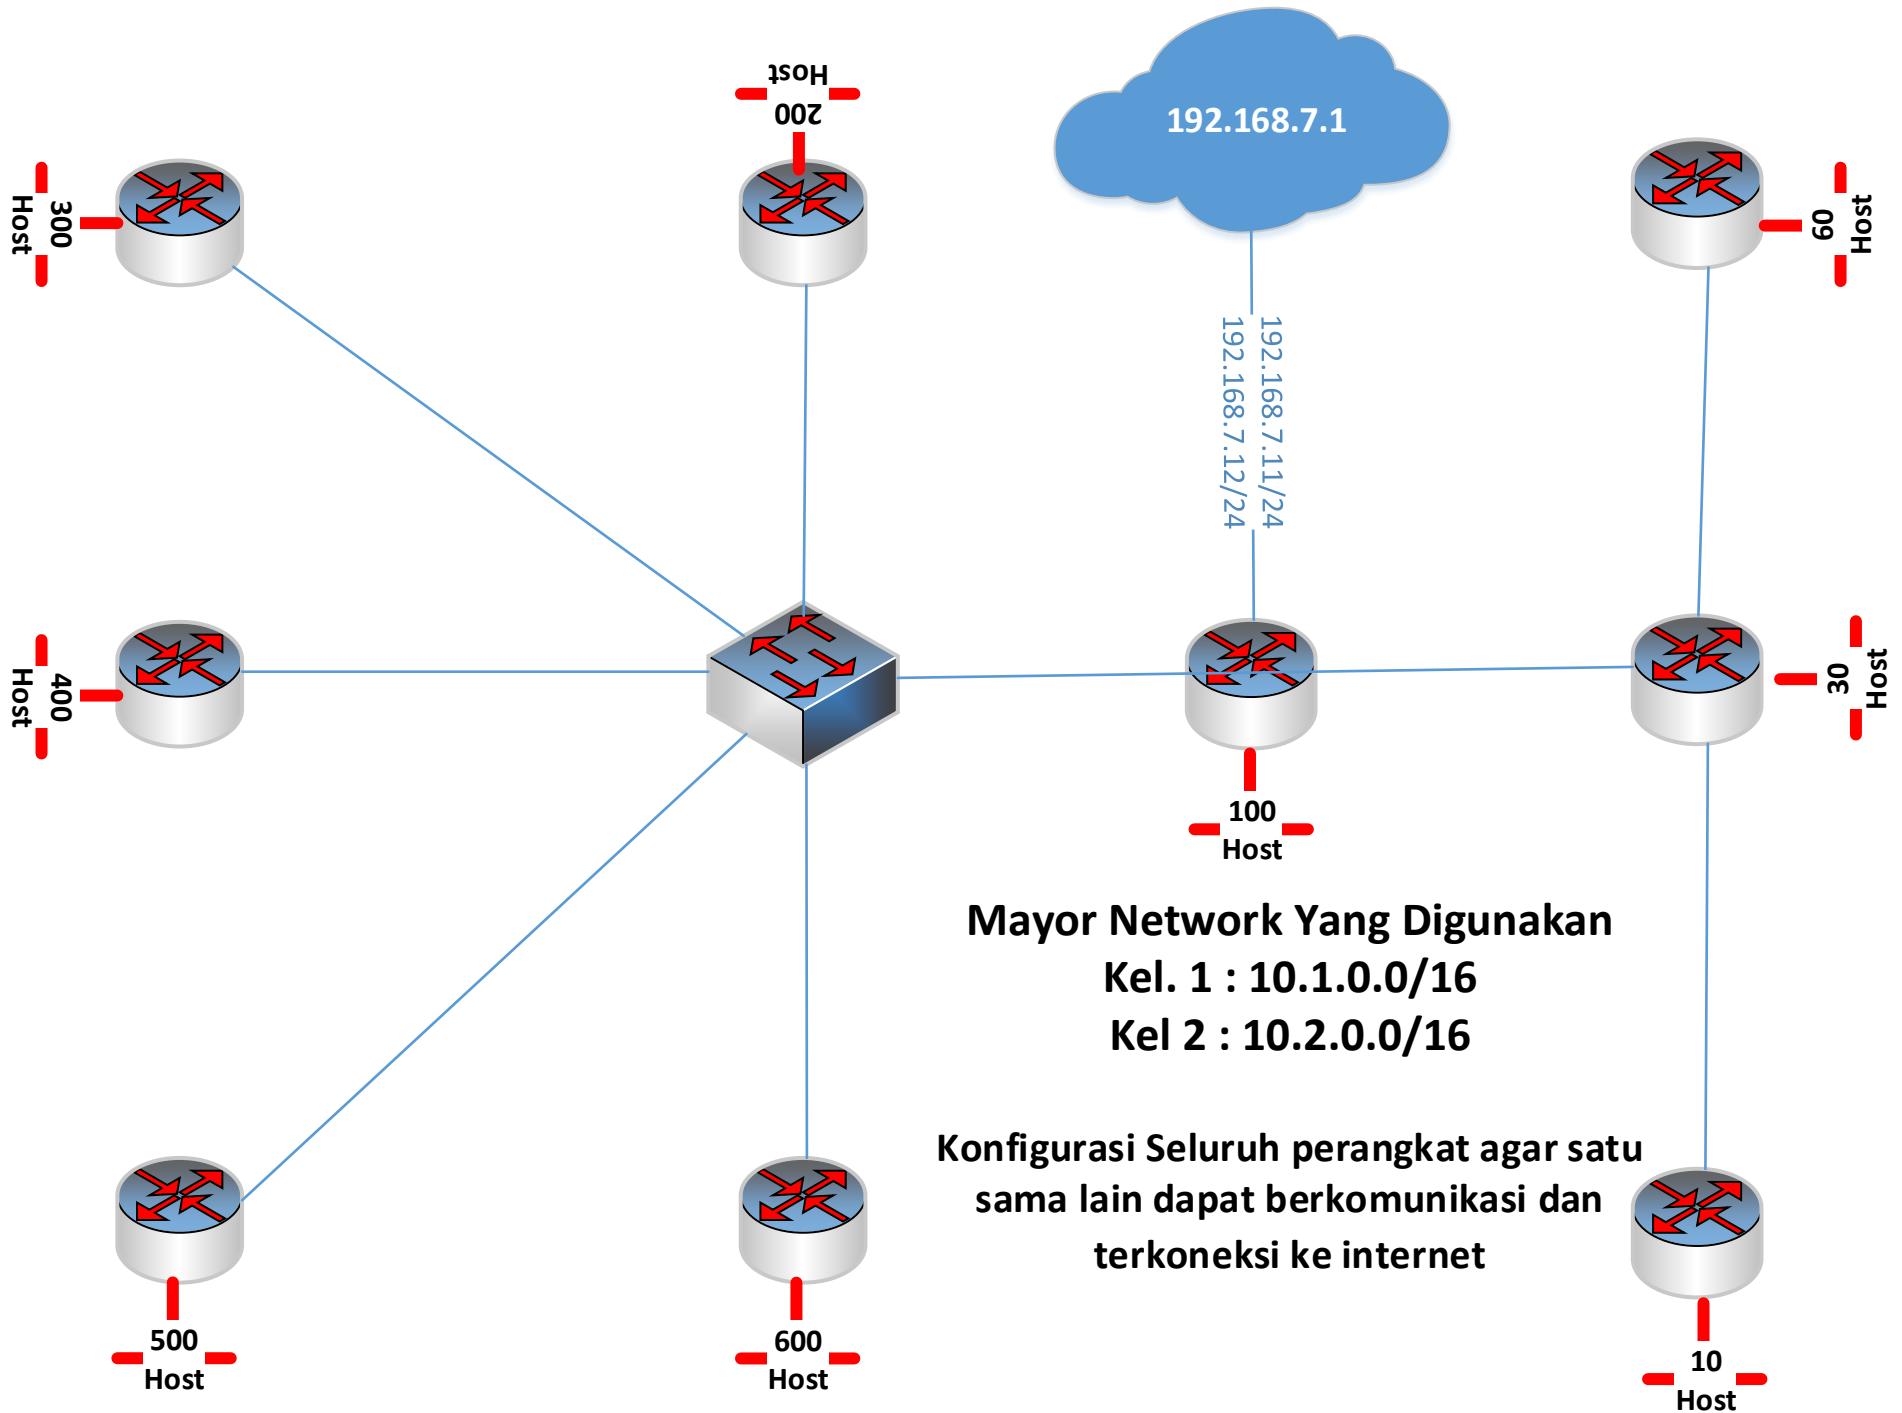 Host
200
192.168.7.1
300
Host
60
Host
192.168.7.11/24
192.168.7.12/24
400
Host
30
Host
100
Host
Mayor Network Yang Digunakan
Kel. 1 : 10.1.0.0/16
Kel 2 : 10.2.0.0/16
Konfigurasi Seluruh perangkat agar satu
sama lain dapat berkomunikasi dan
terkoneksi ke internet
500
Host
600
Host
10
Host